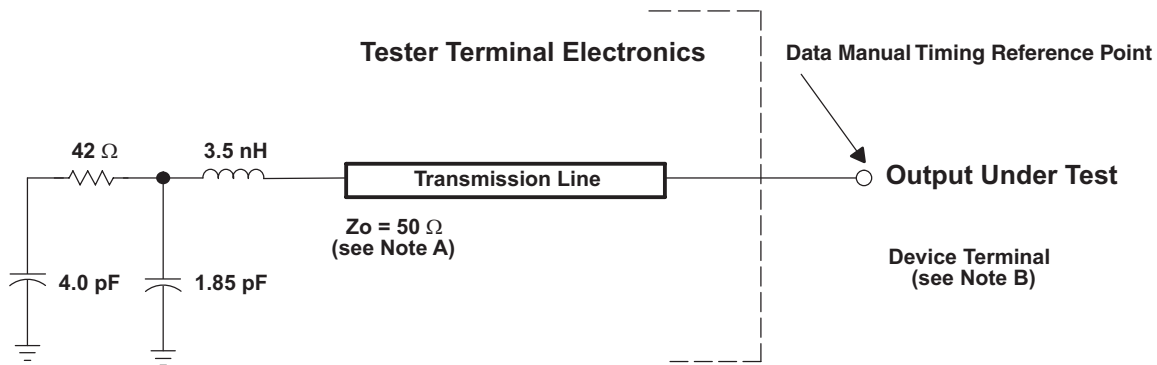 Tester Terminal Electronics
Data Manual Timing Reference Point
42 Ω
3.5 nH
Transmission Line
Output Under Test
Zo = 50 Ω
(see Note A)
4.0 pF
1.85 pF
Device Terminal
(see Note B)